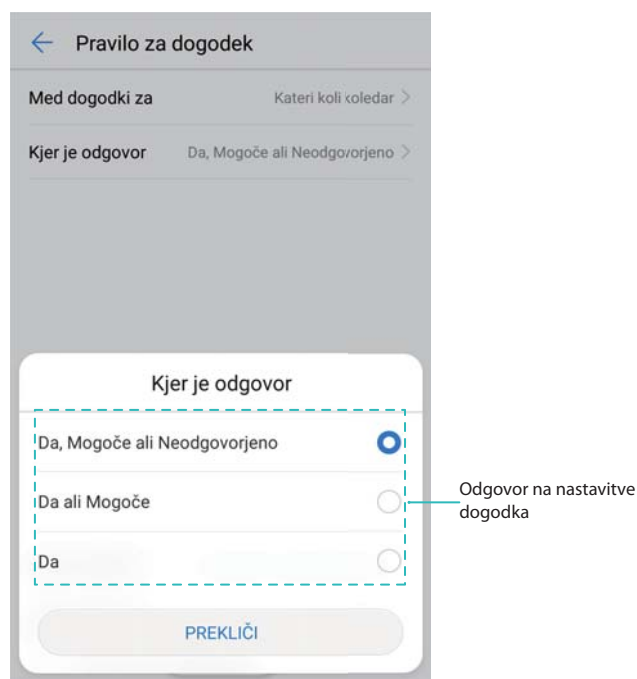 Pravilo za dogodek
Med dogodki za Kateri koli koledar
Kjer je odgovor Da, Mogoče ali Neodgovorjeno
Kjer je odgovor
Da, Mogoče ali Neodgovorjeno
Da ali Mogoče
Da
PREKLIČI
Odgovor na nastavitve
dogodka